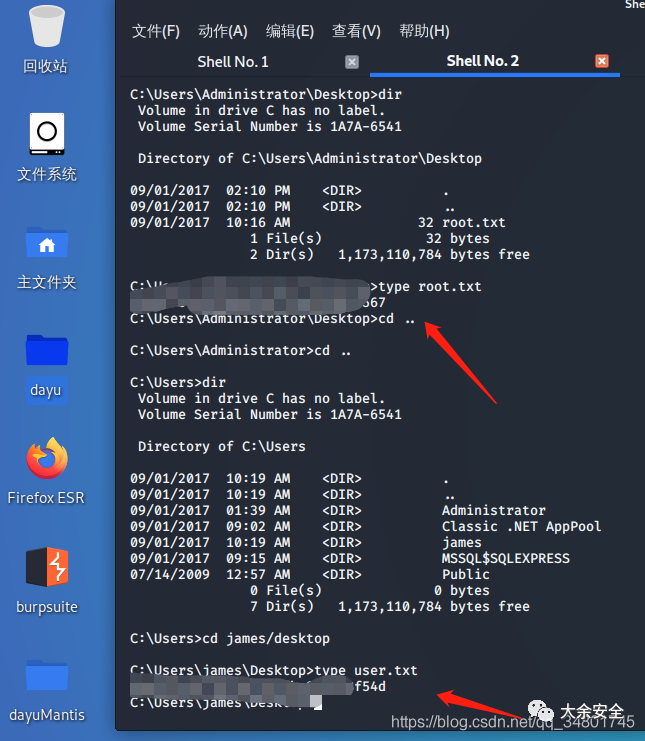 She
回收站
文件系统
主文件夹
dayu
Firefox ESR
burpsuite
dayuMantis
文件(F) 动作(A) 编辑(E) 查看(V) 帮助(H)
Shell No. 1 Shell No. 2
C:\Users\Administrator\Desktop>dir
Volume in drive C has no label.
Volume Serial Number is 1A7A-6541
Directory of C:\Users\Administrator\Desktop
09/01/2017 02:10 PM <DIR> .
09/01/2017 02:10 PM <DIR> ..
09/01/2017 10:16 AM 32 root.txt
1 File(s) 32 bytes
2 Dir(s) 1,173,110,784 bytes free
>type root.txt
667
C:\Users\Administrator\Desktop>cd ..
C:\Users\Administrator>cd ..
C:\Users>dir
Volume in drive C has no label.
Volume Serial Number is 1A7A-6541
Directory of C:\Users
09/01/2017 10:19 AM <DIR> .
09/01/2017 10:19 AM <DIR> ..
09/01/2017 01:39 AM <DIR> Administrator
09/01/2017 09:02 AM <DIR> Classic .NET AppPool
09/01/2017 10:19 AM <DIR> james
09/01/2017 09:15 AM <DIR> MSSQL$SQLEXPRESS
07/14/2009 12:57 AM <DIR> Public
0 File(s) 0 bytes
7 Dir(s) 1,173,110,784 bytes free
C:\Users>cd james/desktop
C:\Users\james\Desktop>type user.txt
f54d
C:\Users\james\Desktop
大余安全
https://blog.csdn.net/qq_34801745